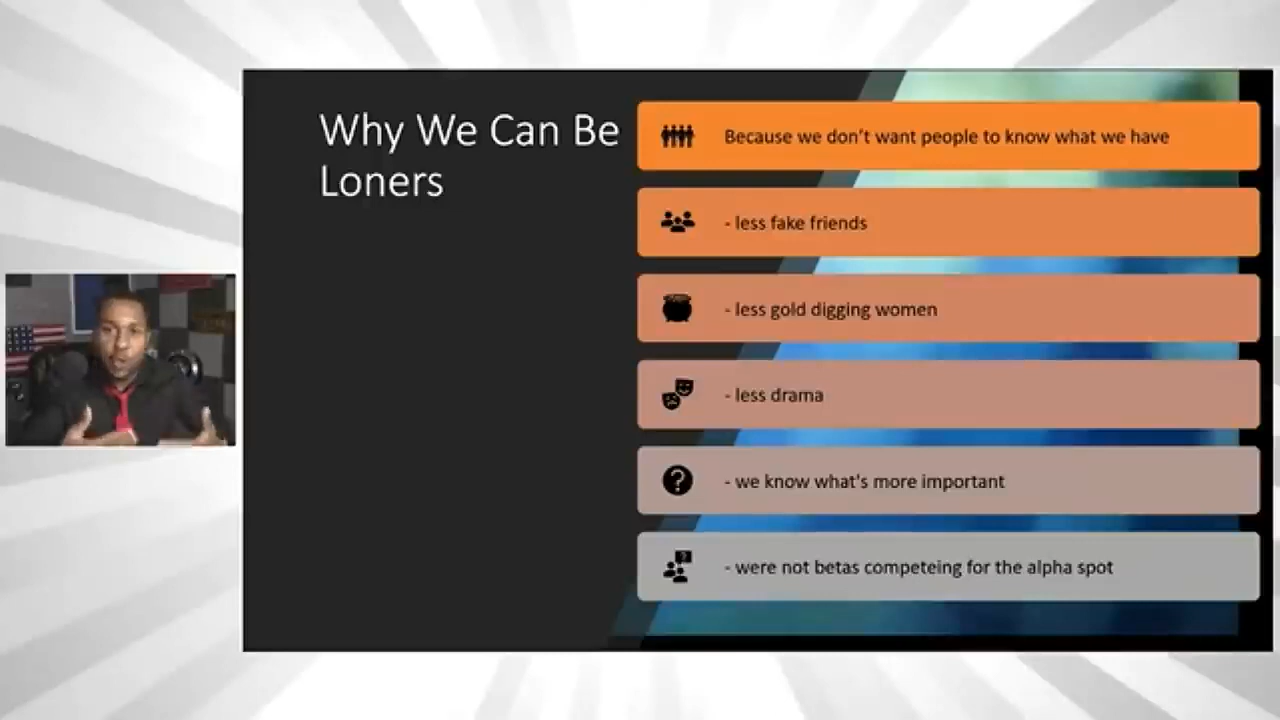 Why We Can Be
Loners
Because we don't want people to know what we have
- less fake friends
- less gold digging women
- less drama
- we know what's more important
- were not betas competeing for the alpha spot